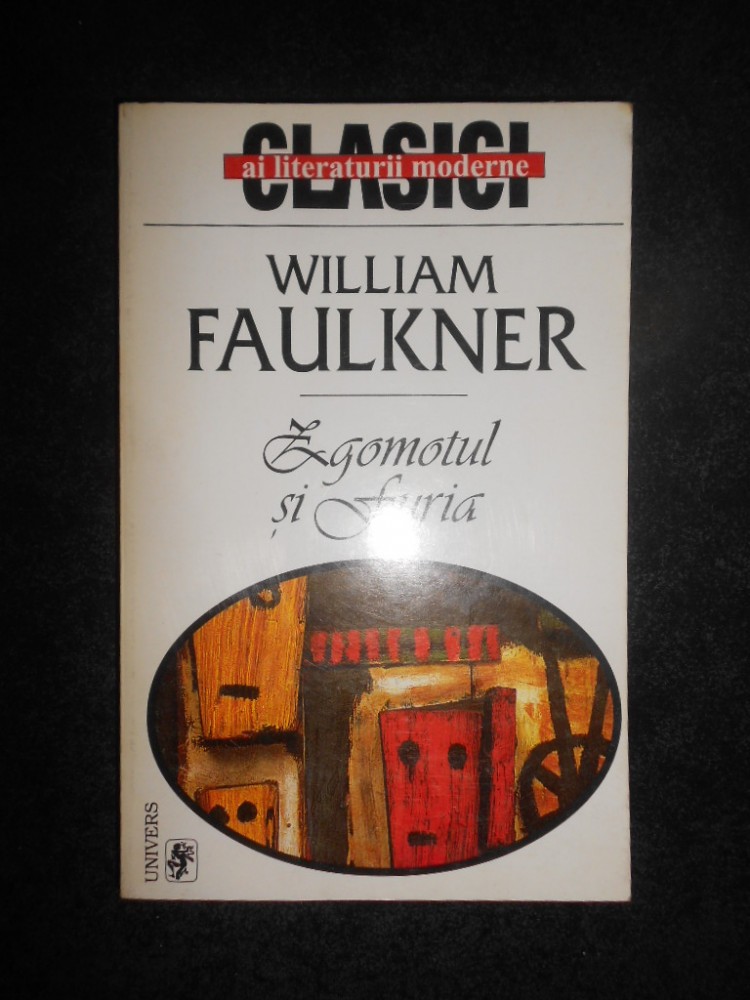 CLASICI
ai literaturii moderne
WILLIAM
FAULKNER
Zgomotul
și Furia
UNIVERS